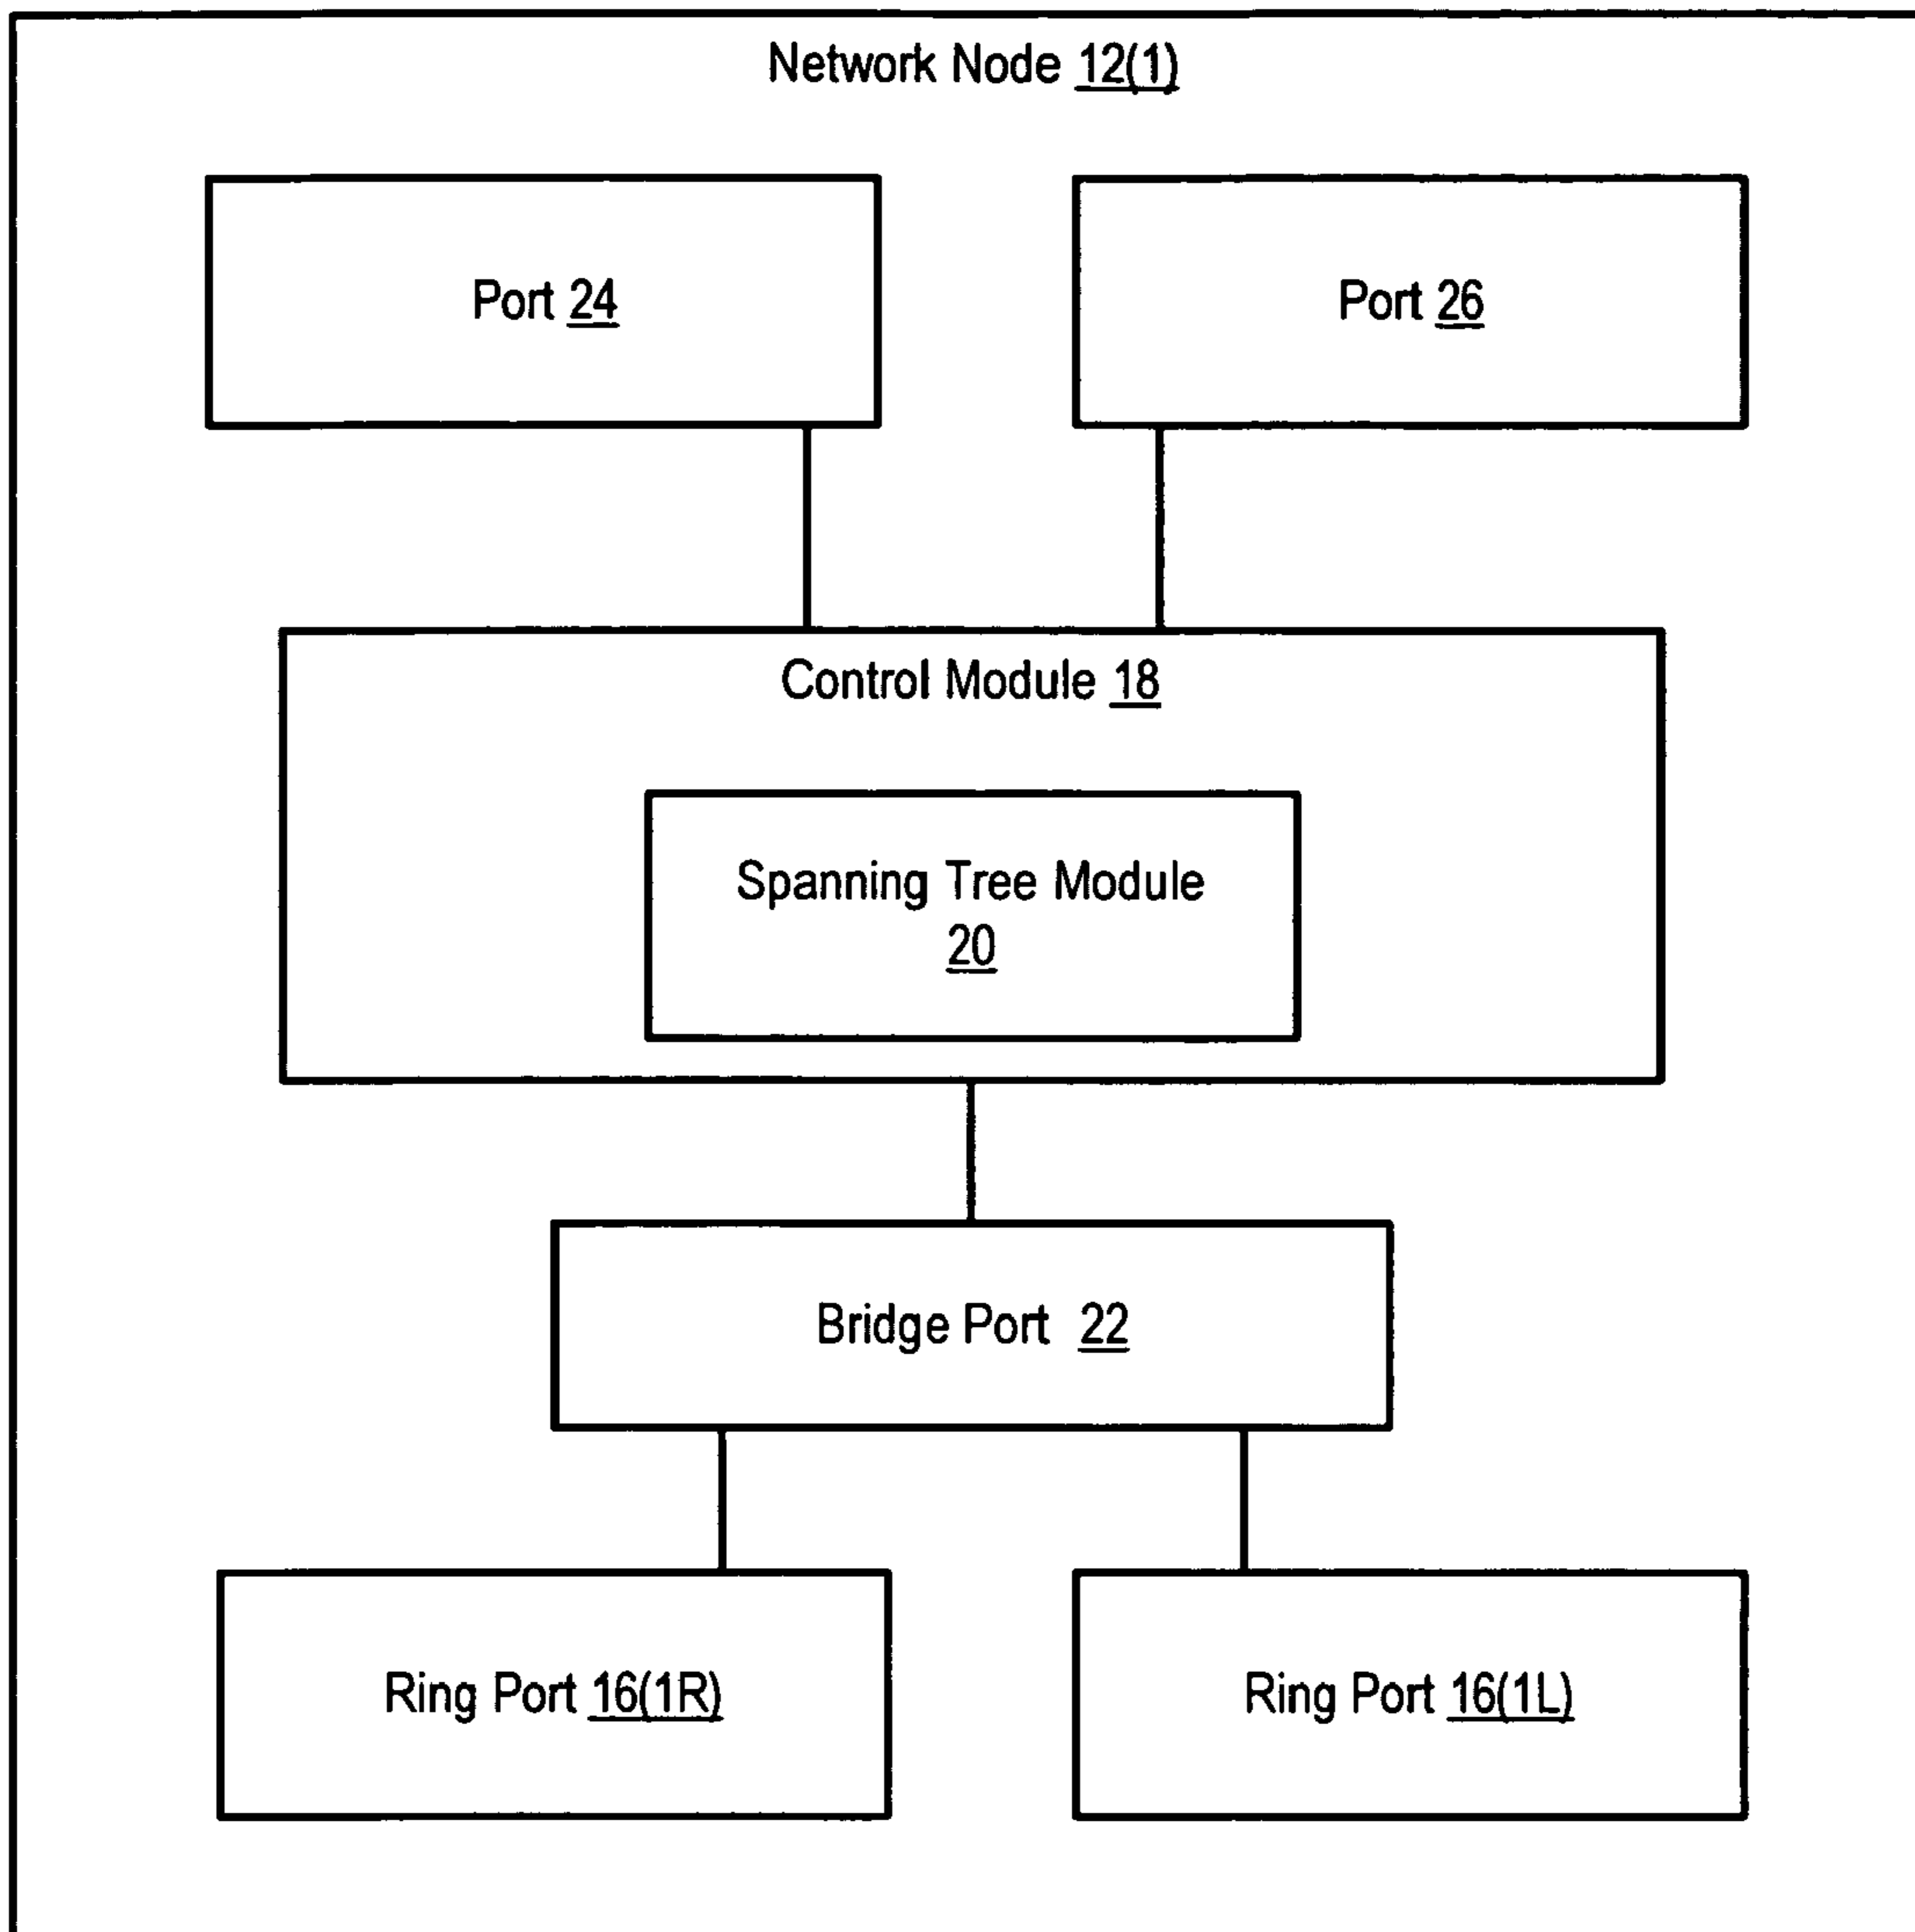 Network Node 12(1)
Port 24
Port 26
Control Module 18
Spanning Tree Module
20
Bridge Port 22
Ring Port 16(1R)
Ring Port 16(1L)